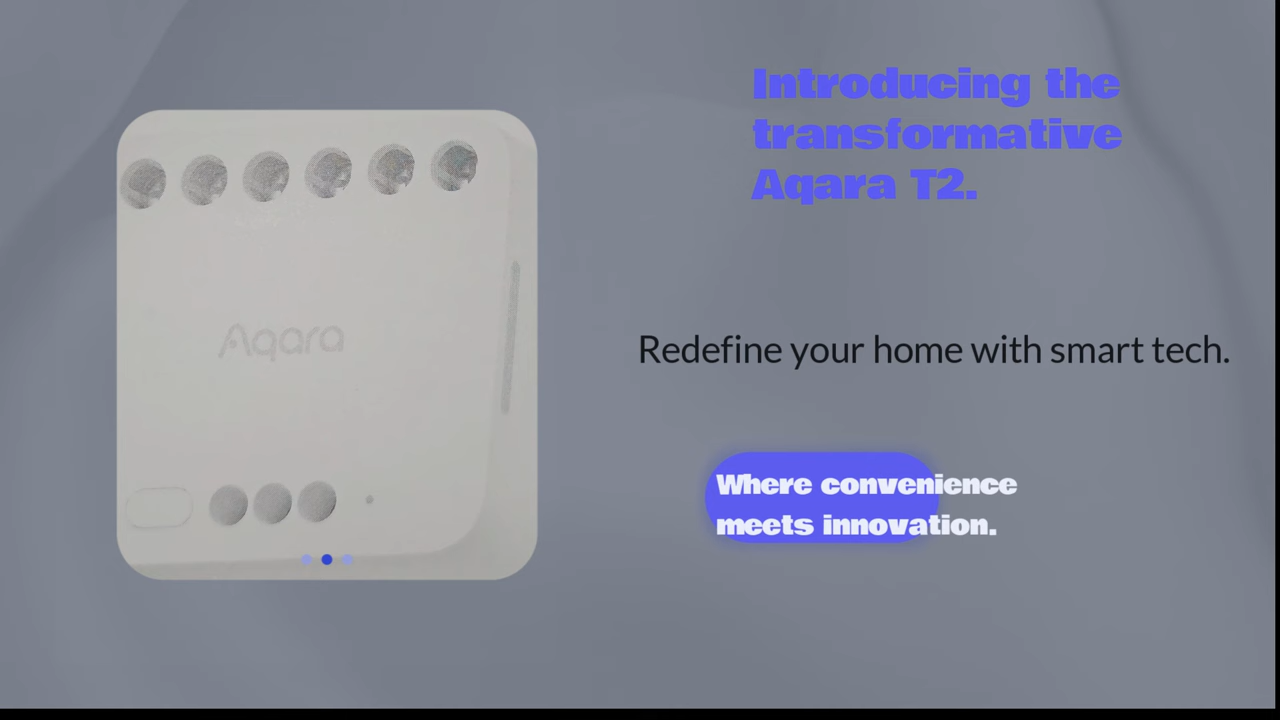 Introducing the
transformative
Aqara T2.
Aqara
Redefine your home with smart tech.
Where convenience
meets innovation.